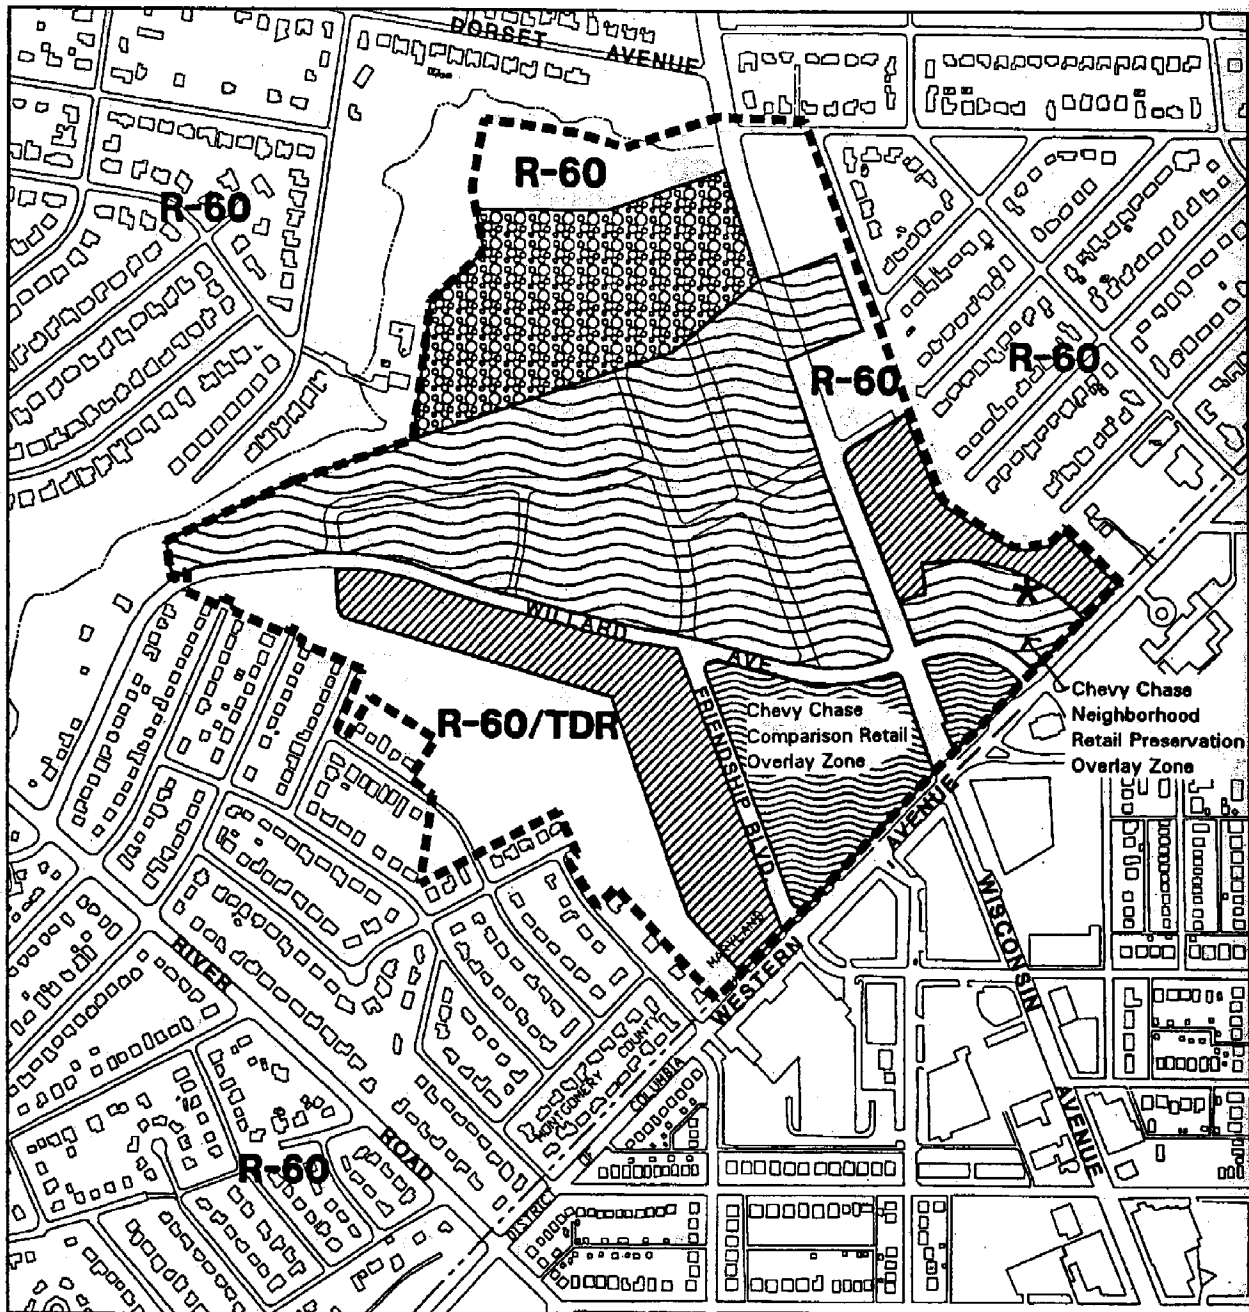 DORSET
AVENUE
R-60
R-60
R-60
R-60
WILLARD
AVE
R-60/TDR
FRIENDSHIP BLVD
Chevy Chase
Comparison Retail
Overlay Zone
Chevy Chase
Neighborhood
Retail Preservation
Overlay Zone
AVENUE
WESTERN
MARYLAND
WISCONSIN
AVENUE
RIVER
ROAD
MONTGOMERY COUNTY
DISTRICT OF COLUMBIA
R-60